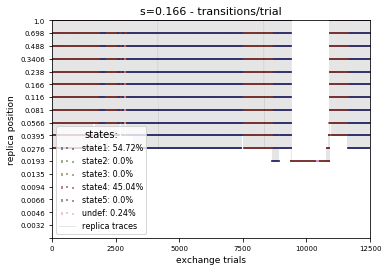 s=0.166 - transitions/trial
replica position
1.0
0.698
0.488
0.3406
0.238
0.166
0.116
0.081
0.0566
0.0395
0.0276
0.0193
0.0135
0.0094
0.0066
0.0046
0.0032
states:
state1: 54.72%
state2: 0.0%
state3: 0.0%
state4: 45.04%
state5: 0.0%
undef: 0.24%
replica traces
0
2500
5000
7500
10000
12500
exchange trials